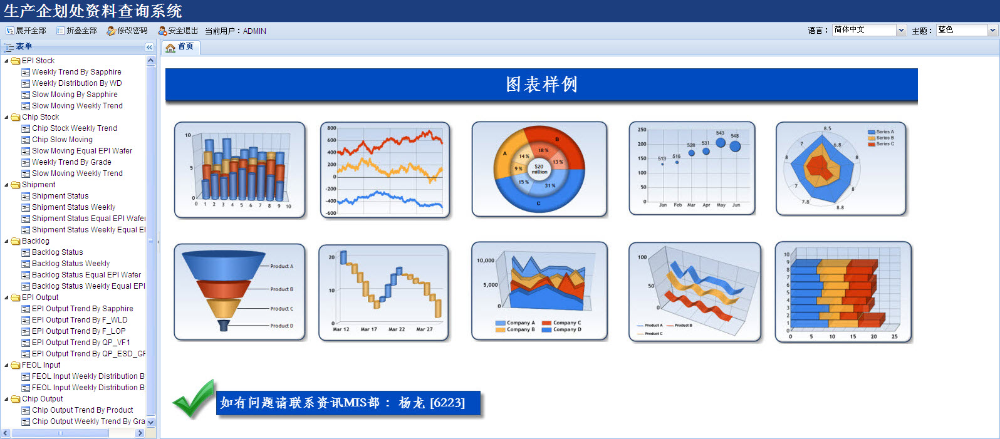 生产企划处资料查询系统
展开全部 折叠全部 修改密码 安全退出 当前用户：ADMIN 语言： 简体中文 主题： 蓝色
表单 首页
EPI Stock
Weekly Trend By Sapphire
Weekly Distribution By WD
Slow Moving By Sapphire
Slow Moving Weekly Trend
Chip Stock
Chip Stock Weekly Trend
Chip Slow Moving
Slow Moving Equal EPI Wafer
Weekly Trend By Grade
Slow Moving Weekly Trend
Shipment
Shipment Status
Shipment Status Weekly
Shipment Status Equal EPI Wafer
Shipment Status Weekly Equal EI
Backlog
Backlog Status
Backlog Status Weekly
Backlog Status Equal EPI Wafer
Backlog Status Weekly Equal EPI
EPI Output
EPI Output Trend By Sapphire
EPI Output Trend By F_WLD
EPI Output Trend By F_LOP
EPI Output Trend By QP_VF1
EPI Output Trend By QP_ESD_GF
FEOL Input
FEOL Input Weekly Distribution B
FEOL Input Weekly Distribution B
Chip Output
Chip Output Trend By Product
Chip Output Weekly Trend By Gra
图表样例
10
5
0
0 1 2 3 4 5 6 7 8 9 10
800
600
400
200
0
-200
-400
-600
A B C
14 % 18 % 13 % 31 % 15 % 9 %
$20
million
250
200
150
100
50
0
513 516 528 531 543 548
Jan Feb Mar Apr May Jun
8.5
6.8
8
8
8.8
7.8
7
8
7
Series A
Series B
Series C
Product A
Product B
Product C
Product D
20
10
0
Mar 12 Mar 17 Mar 22 Mar 27
10,000
5,000
0
Company A Company C
Company B Company D
100
50
0
Product A Product B
Product C
10
9
8
7
6
5
4
3
2
1
0
0 5 10 15 20 25
如有问题请联系资讯MIS部： 杨龙 [6223]